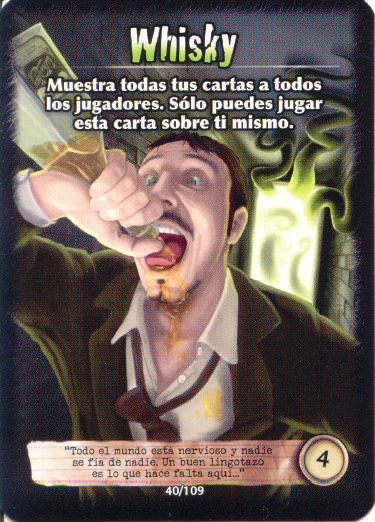 Whisky
Muestra todas tus cartas a todos
los jugadores. Sólo puedes jugar
esta carta sobre ti mismo.
"Todo el mundo está nervioso y nadie
se fía de nadie. Un buen lingotazo
es lo que hace falta aquí..."
4
40/109